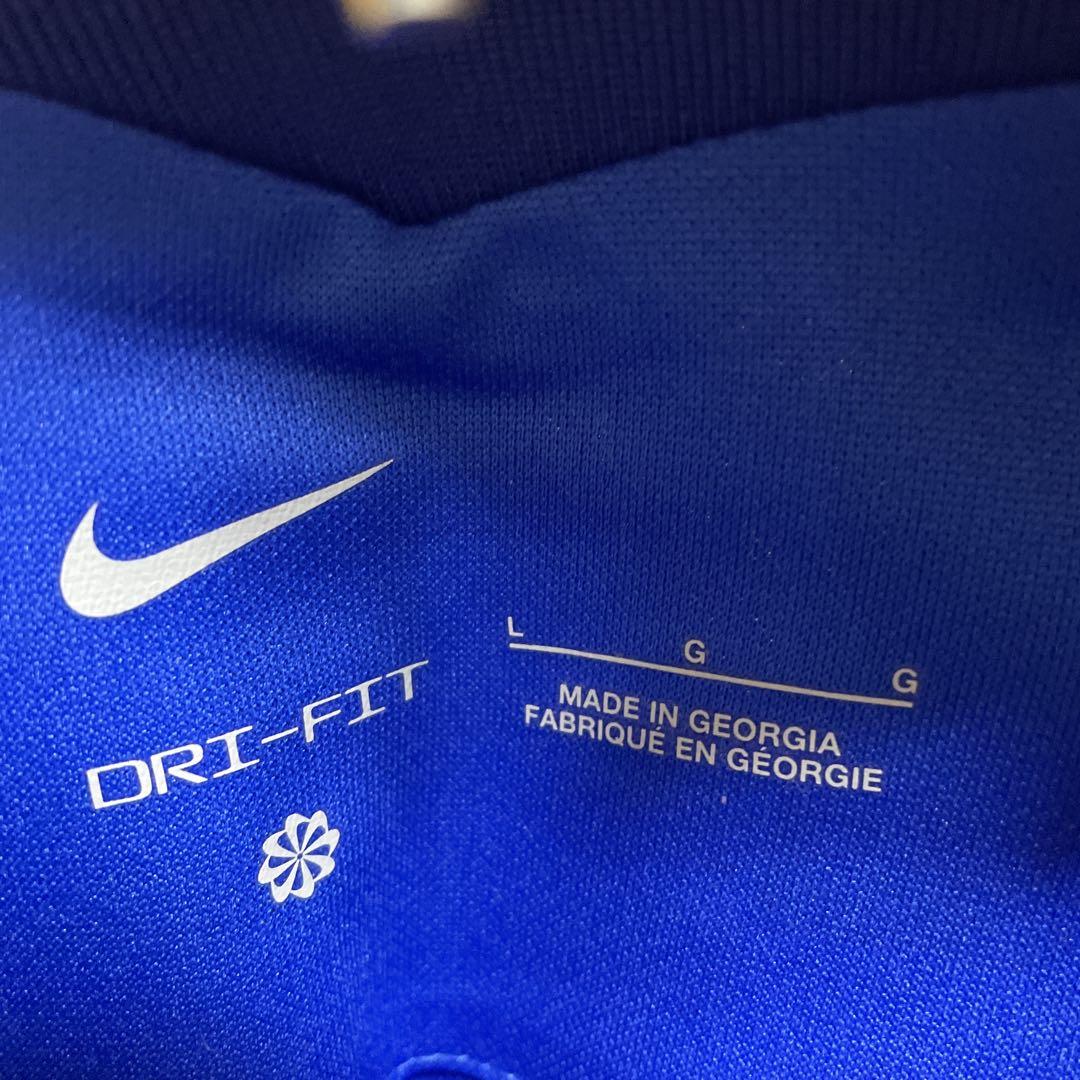 DRI-FIT
L G G
MADE IN GEORGIA
FABRIQUÉ EN GÉORGIE